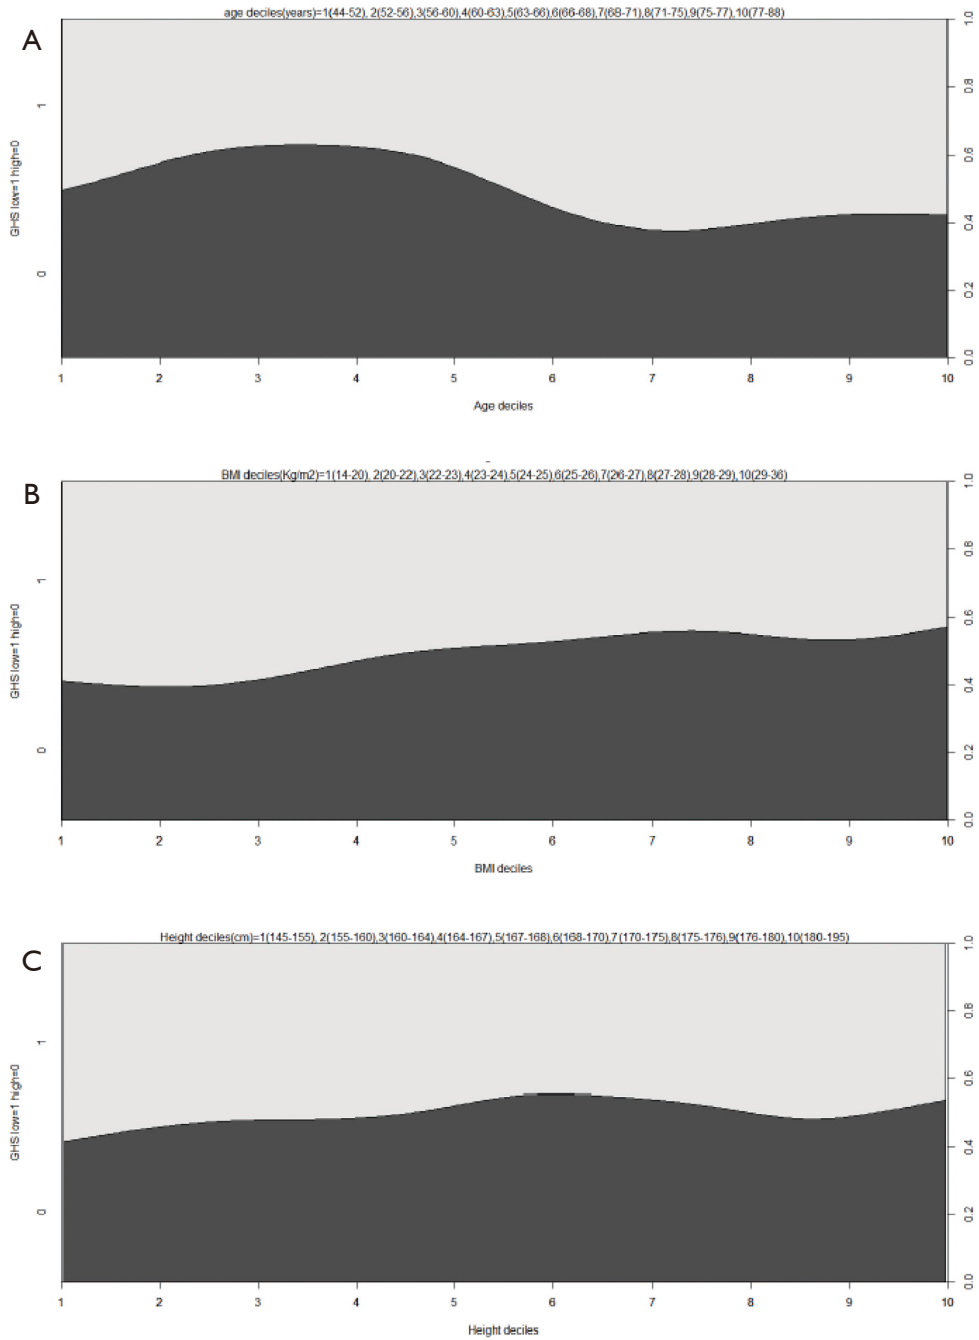 age deciles(years)=1(44-52), 2(52-56),3(56-60),4(60-63),5(63-66),6(66-68),7(68-71),8(71-75),9(75-77),10(77-88)
A
GHS low=1 high=0
1
0
1.0
0.8
0.6
0.4
0.2
0.0
1 2 3 4 5 6 7 8 9 10
Age deciles
BMI deciles(Kg/m2)=1(14-20), 2(20-22),3(22-23),4(23-24),5(24-25),6(25-26),7(26-27),8(27-28),9(28-29),10(29-36)
B
GHS low=1 high=0
1
0
1.0
0.8
0.6
0.4
0.2
0.0
1 2 3 4 5 6 7 8 9 10
BMI deciles
Height deciles(cm)=1(145-155), 2(155-160),3(160-164),4(164-167),5(167-168),6(168-170),7(170-175),8(175-176),9(176-180),10(180-195)
C
GHS low=1 high=0
1
0
1.0
0.8
0.6
0.4
0.2
0.0
1 2 3 4 5 6 7 8 9 10
Height deciles